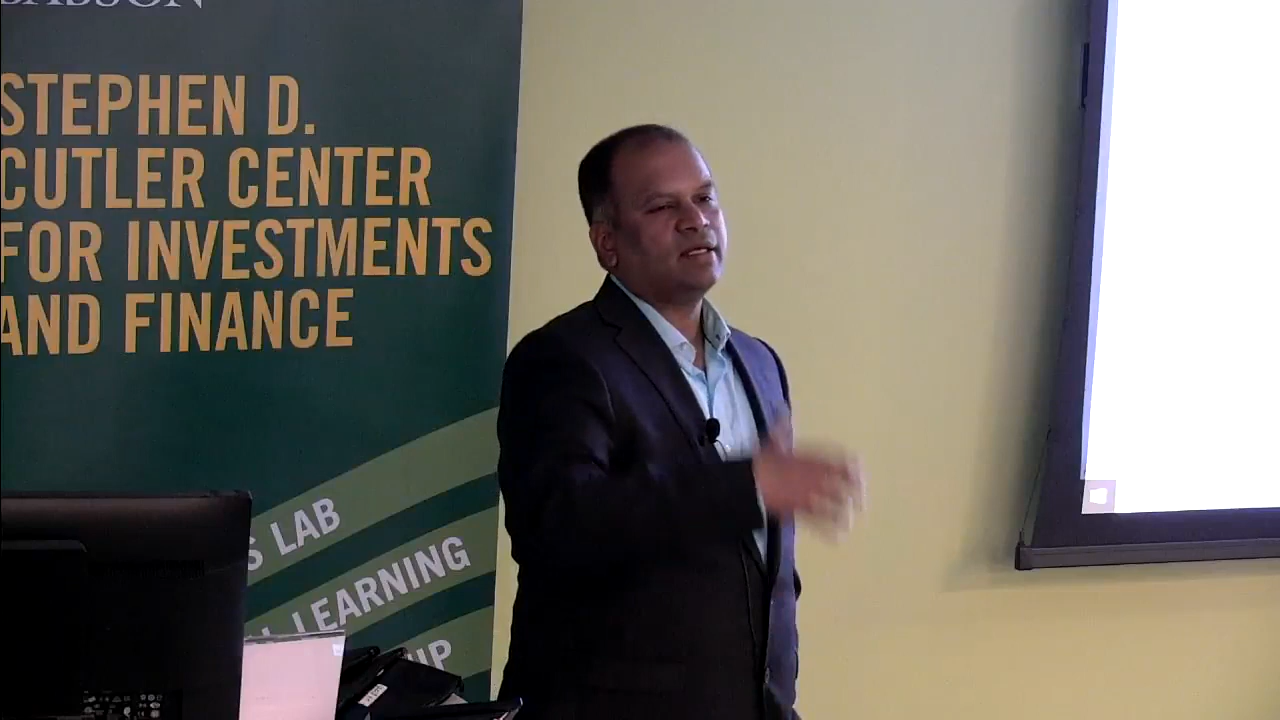 STEPHEN D.
CUTLER CENTER
FOR INVESTMENTS
AND FINANCE
LAB
LEARNING